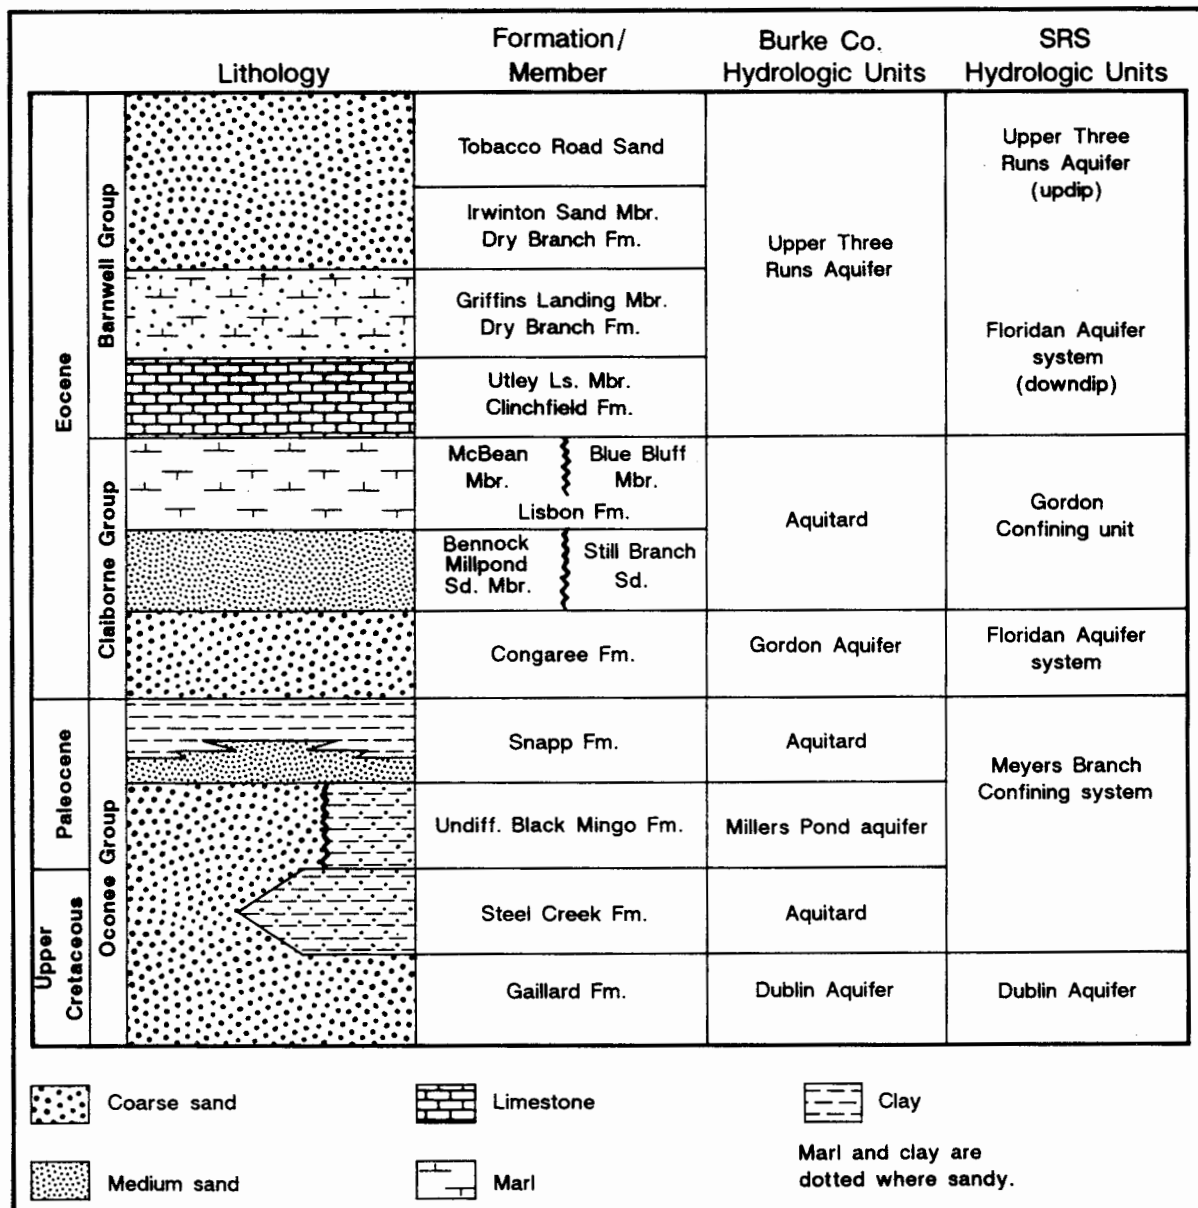 Lithology
Formation/
Member
Burke Co.
Hydrologic Units
SRS
Hydrologic Units
Eocene
Paleocene
Upper
Cretaceous
Barnwell Group
Claiborne Group
Oconee Group
Tobacco Road Sand
Irwinton Sand Mbr.
Dry Branch Fm.
Griffins Landing Mbr.
Dry Branch Fm.
Utley Ls. Mbr.
Clinchfield Fm.
McBean
Mbr.
Blue Bluff
Mbr.
Lisbon Fm.
Bennock
Millpond
Sd. Mbr.
Still Branch
Sd.
Congaree Fm.
Snapp Fm.
Undiff. Black Mingo Fm.
Steel Creek Fm.
Gaillard Fm.
Upper Three
Runs Aquifer
Aquitard
Gordon Aquifer
Aquitard
Millers Pond aquifer
Aquitard
Dublin Aquifer
Upper Three
Runs Aquifer
(updip)
Floridan Aquifer
system
(downdip)
Gordon
Confining unit
Floridan Aquifer
system
Meyers Branch
Confining system
Dublin Aquifer
Coarse sand
Limestone
Clay
Medium sand
Marl
Marl and clay are
dotted where sandy.